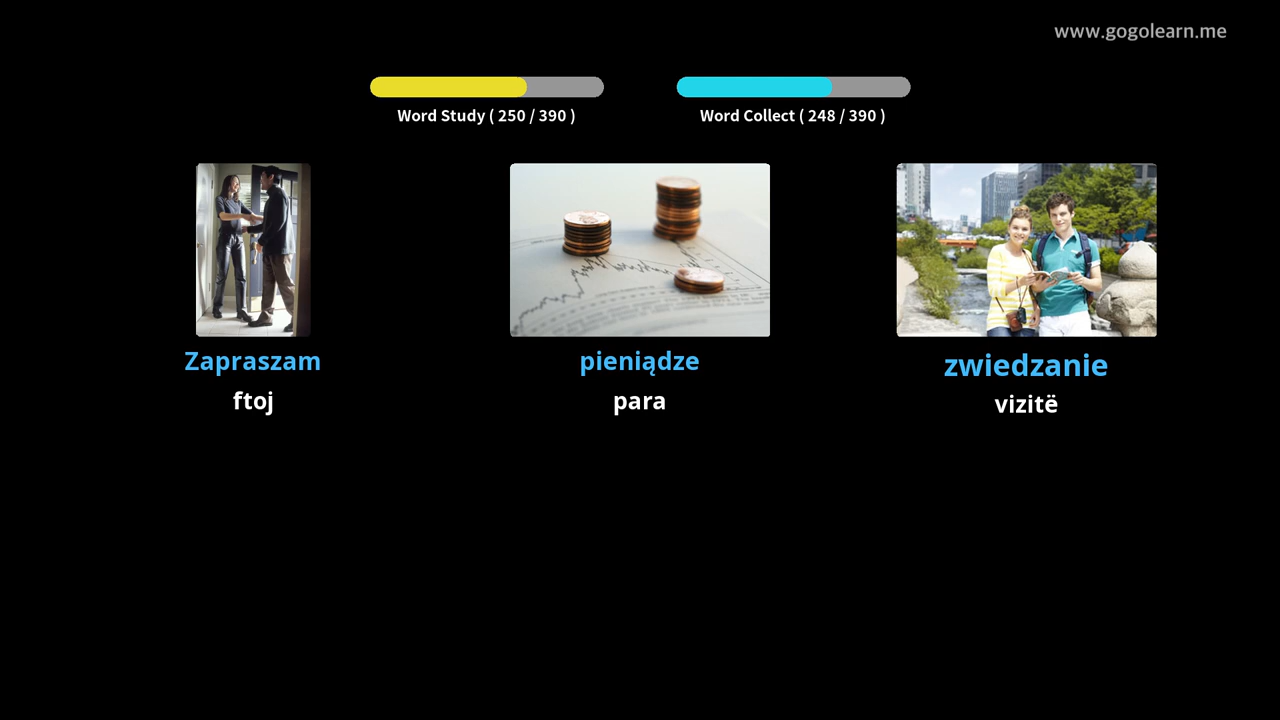 www.gogolearn.me
Word Study ( 250 / 390 )
Word Collect ( 248 / 390 )
Zapraszam
ftoj
pieniądze
para
zwiedzanie
vizitë